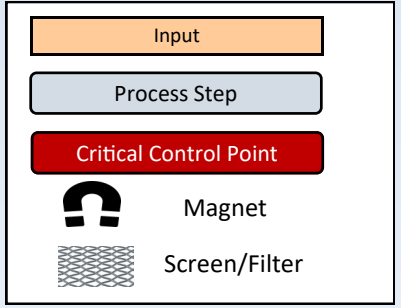 Input
Process Step
Critical Control Point
Magnet
Screen/Filter